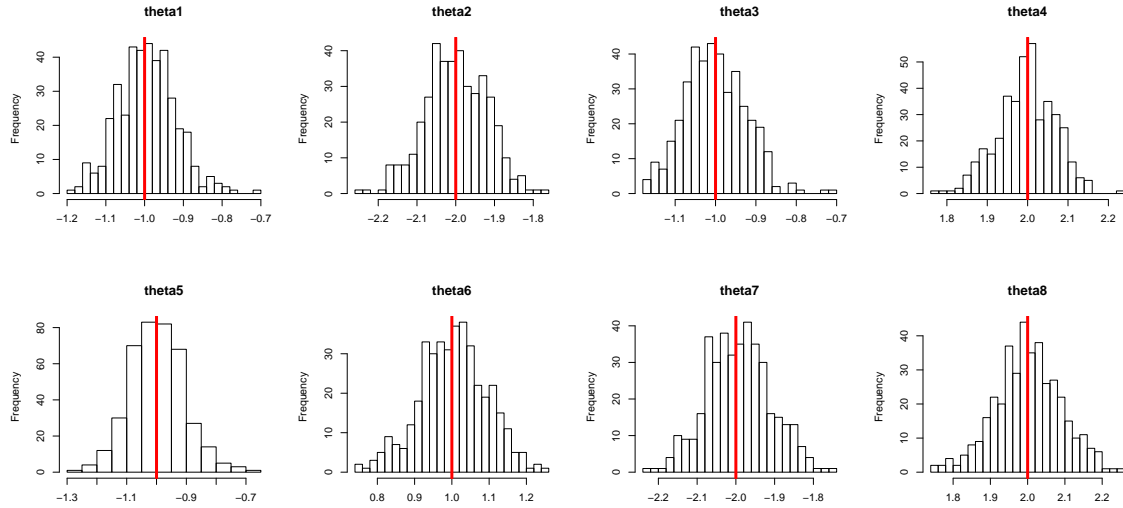 theta1
Frequency
0 10 20 30 40
−1.2 −1.1 −1.0 −0.9 −0.8 −0.7
theta2
Frequency
0 10 20 30 40
−2.2 −2.1 −2.0 −1.9 −1.8
theta3
Frequency
0 10 20 30 40
−1.1 −1.0 −0.9 −0.8 −0.7
theta4
Frequency
0 10 20 30 40 50
1.8 1.9 2.0 2.1 2.2
theta5
Frequency
0 20 40 60 80
−1.3 −1.1 −0.9 −0.7
theta6
Frequency
0 10 20 30
0.8 0.9 1.0 1.1 1.2
theta7
Frequency
0 10 20 30 40
−2.2 −2.1 −2.0 −1.9 −1.8
theta8
Frequency
0 10 20 30 40
1.8 1.9 2.0 2.1 2.2